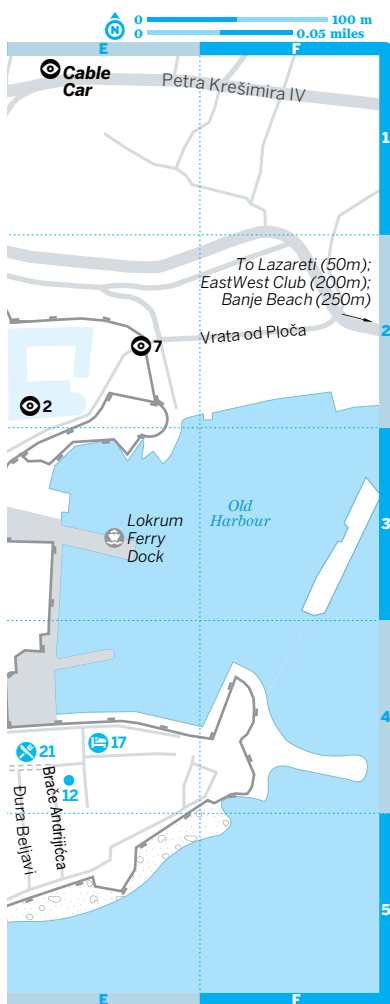 0 100 m
N
0 0.05 miles
E F
Cable
Car
Petra Krešimira IV
1
To Lazareti (50m);
EastWest Club (200m);
Banje Beach (250m)
2
Vrata od Ploča
7
2
Old
Harbour
3
Lokrum
Ferry
Dock
4
17
21
12
Braće Andrijića
Dura Beljavi
5
E F